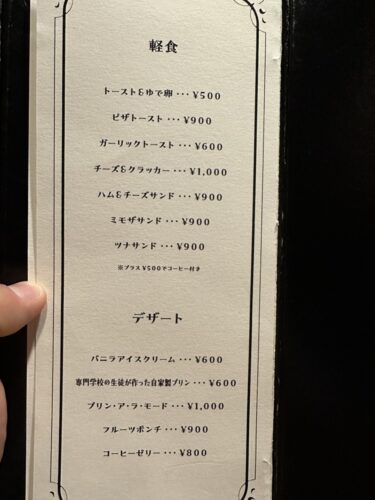 軽食
トースト&ゆで卵・・・¥500
ピザトースト・・・¥900
ガーリックトースト・・・¥600
チーズ&クラッカー・・・¥1,000
ハム&チーズサンド・・・¥900
ミモザサンド・・・¥900
ツナサンド・・・¥900
※プラス¥500でコーヒー付き
デザート
バニラアイスクリーム・・・¥600
専門学校の生徒が作った自家製プリン・・・¥600
プリン・ア・ラ・モード・・・¥1,000
フルーツポンチ・・・¥900
コーヒーゼリー・・・¥800